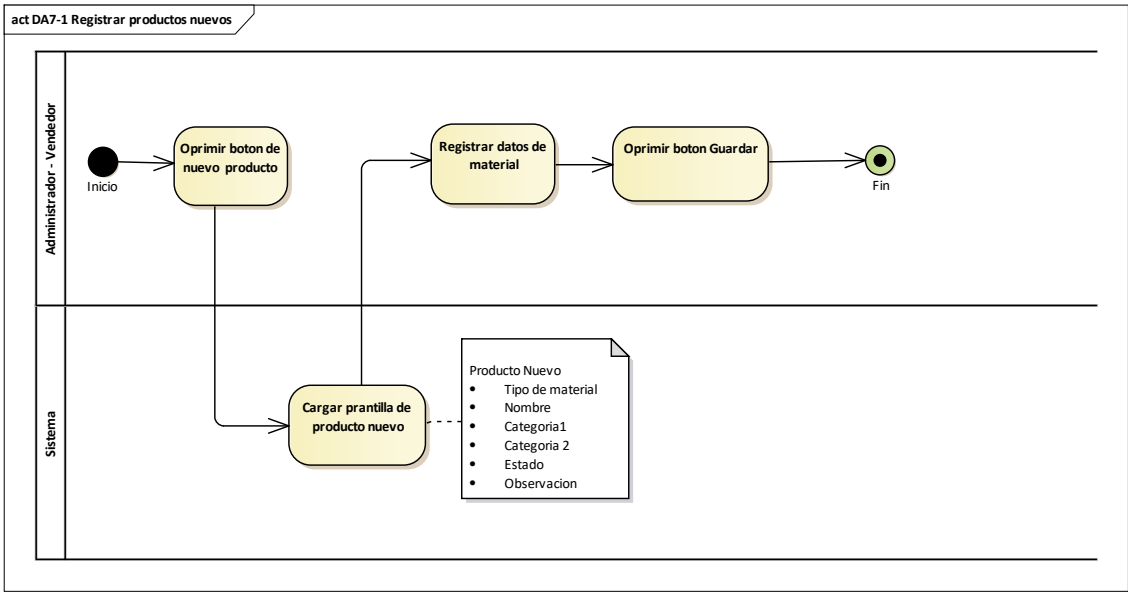 act DA7-1 Registrar productos nuevos
Administrador - Vendedor
Inicio
Oprimir boton de
nuevo producto
Registrar datos de
material
Oprimir boton Guardar
Fin
Sistema
Cargar prantilla de
producto nuevo
Producto Nuevo
• Tipo de material
• Nombre
• Categoria1
• Categoria 2
• Estado
• Observacion